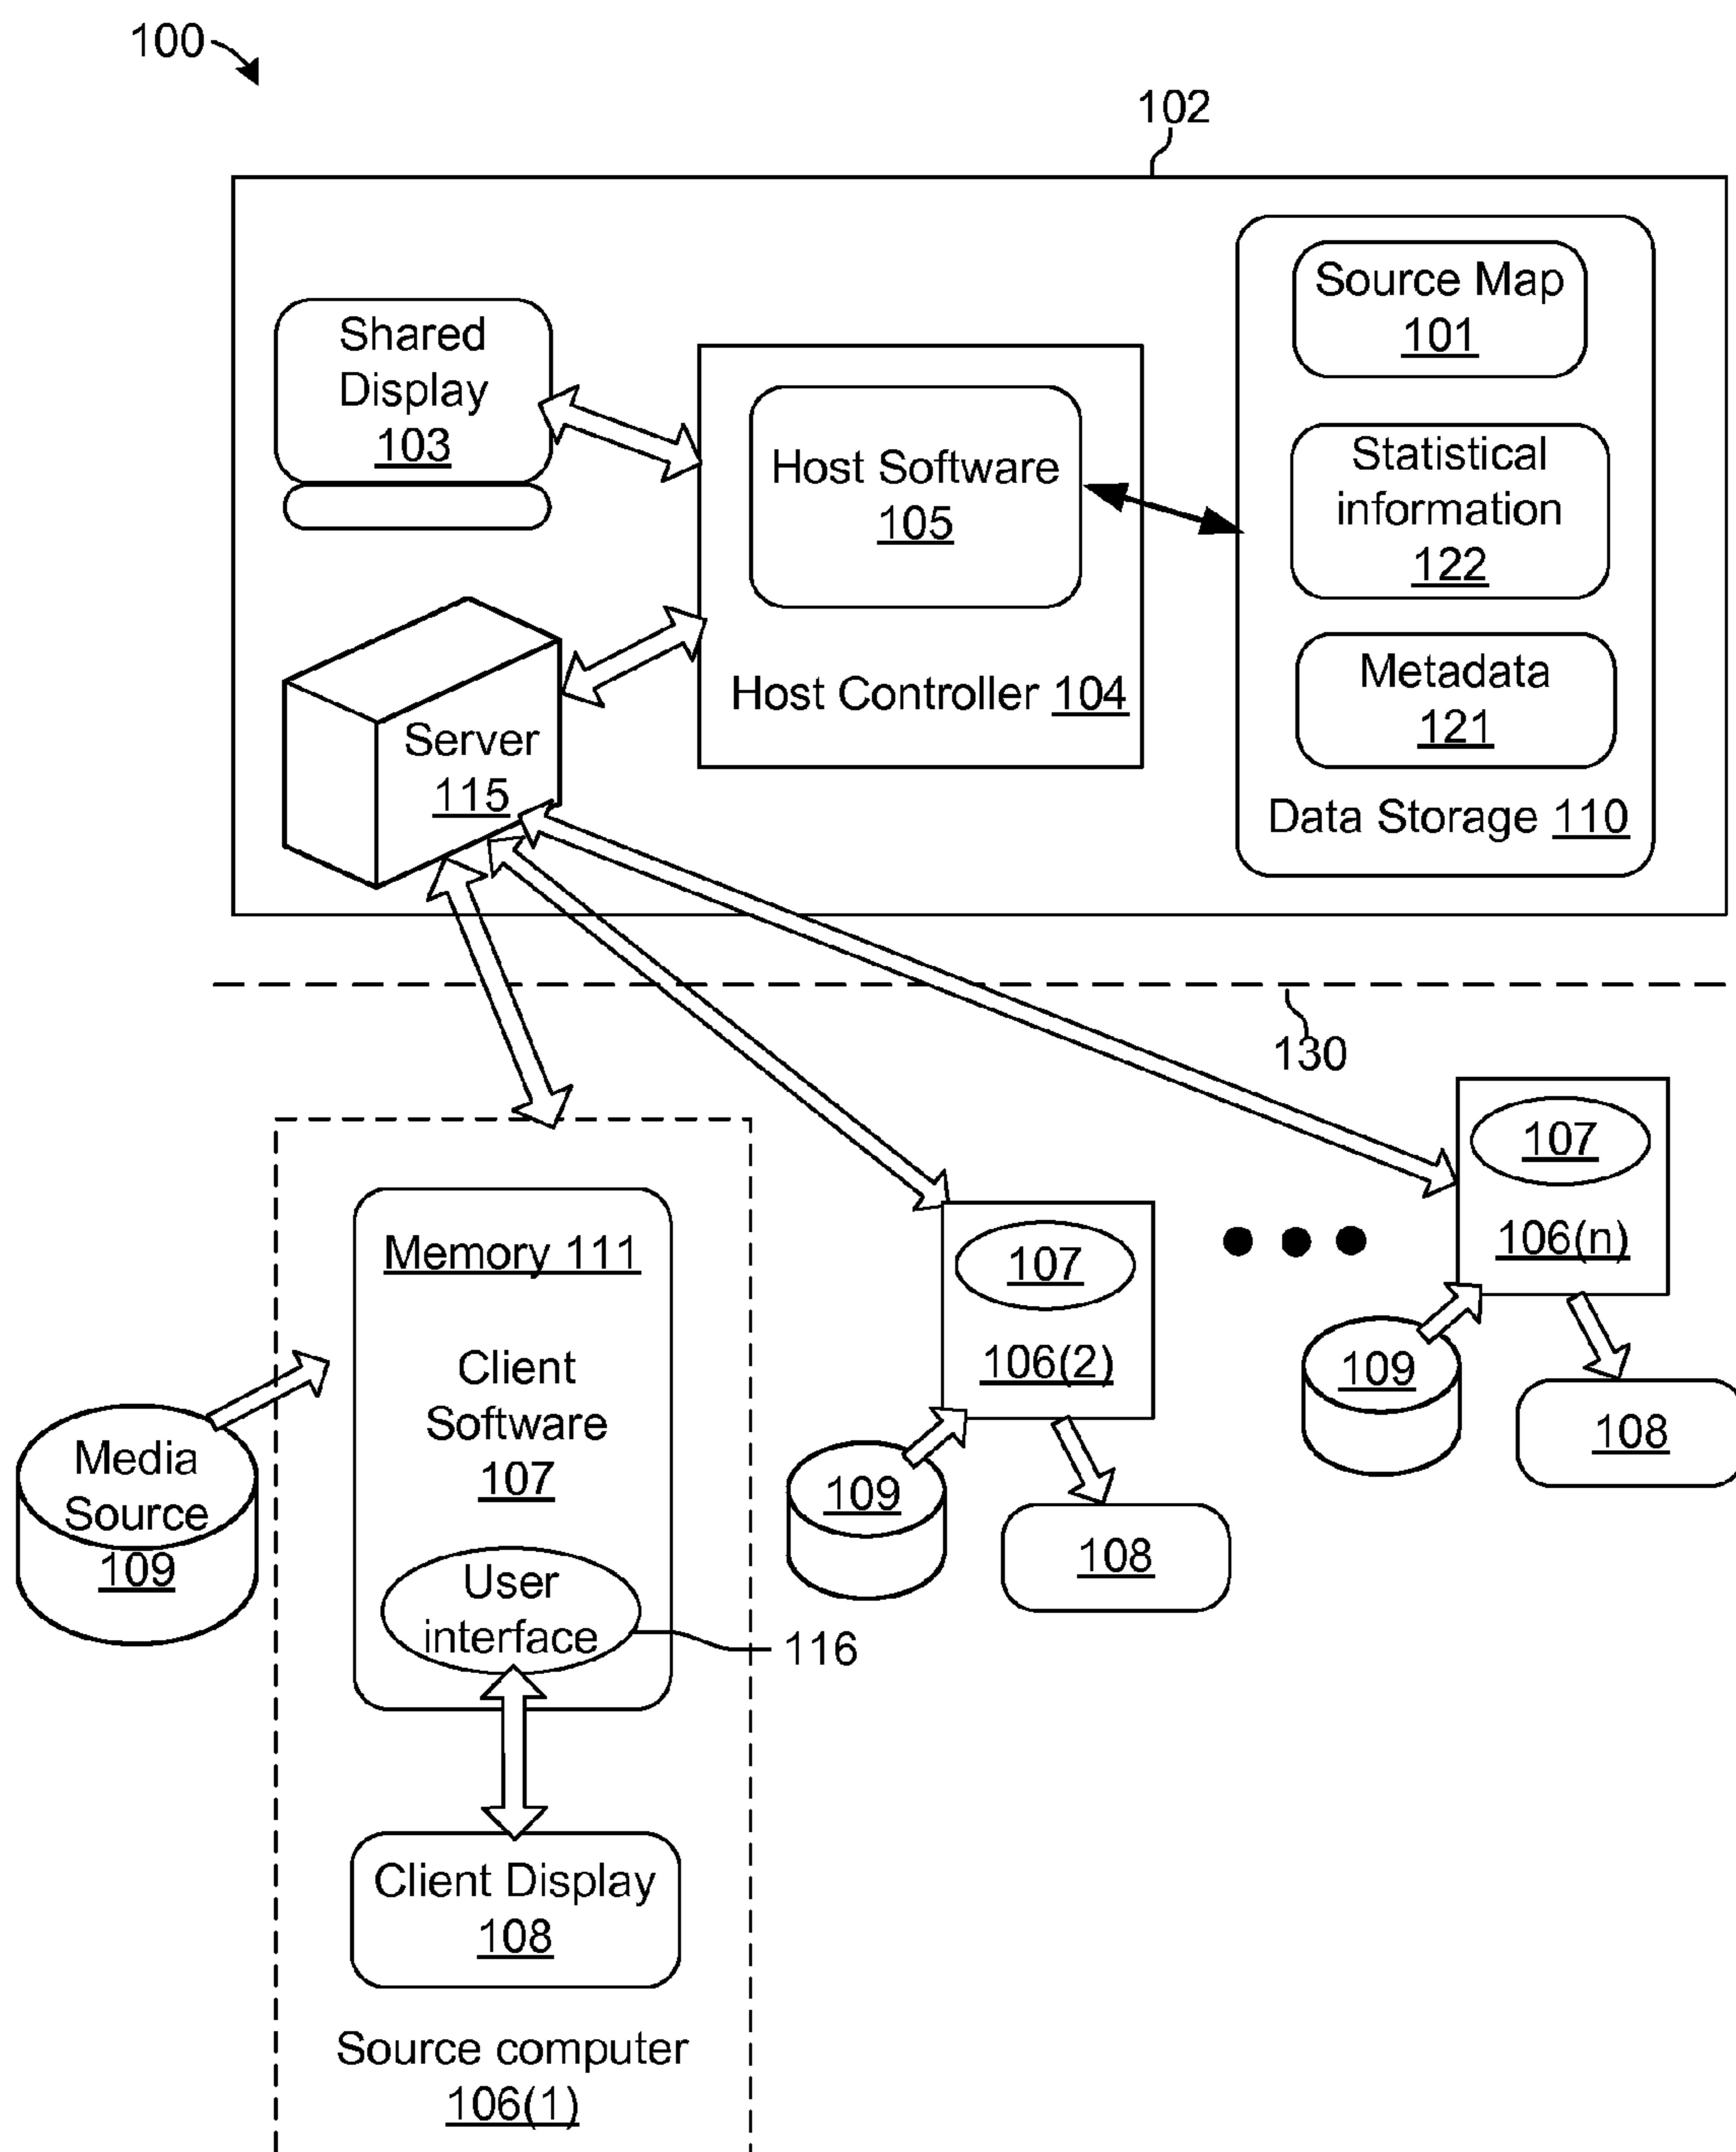 100
102
Shared
Display
103
Host Software
105
Host Controller 104
Source Map
101
Statistical
information
122
Metadata
121
Data Storage 110
Server
115
130
Memory 111
Client
Software
107
User
interface
116
Media
Source
109
Client Display
108
Source computer
106(1)
107
106(2)
109
108
107
106(n)
109
108